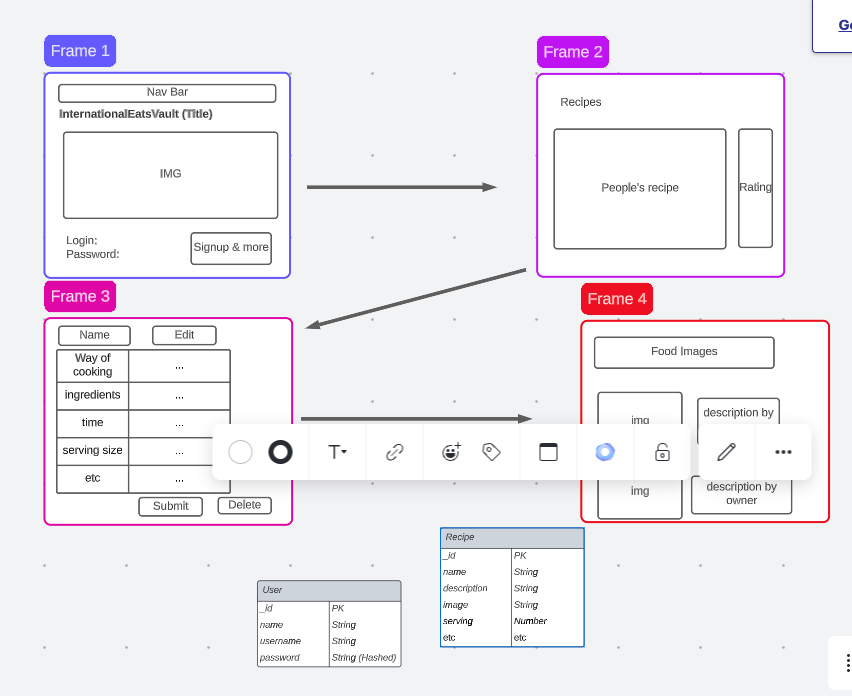 Frame 1
Nav Bar
InternationalEatsVault (Title)
IMG
Login;
Password:
Signup & more
Frame 2
Recipes
People's recipe
Rating
Frame 3
Name
Edit
Way of cooking ...
ingredients ...
time ...
serving size ...
etc ...
Submit
Delete
Frame 4
Food Images
img
description by
img
description by
owner
T
User
_id PK
name String
username String
password String (Hashed)
Recipe
_id PK
name String
description String
image String
serving Number
etc etc